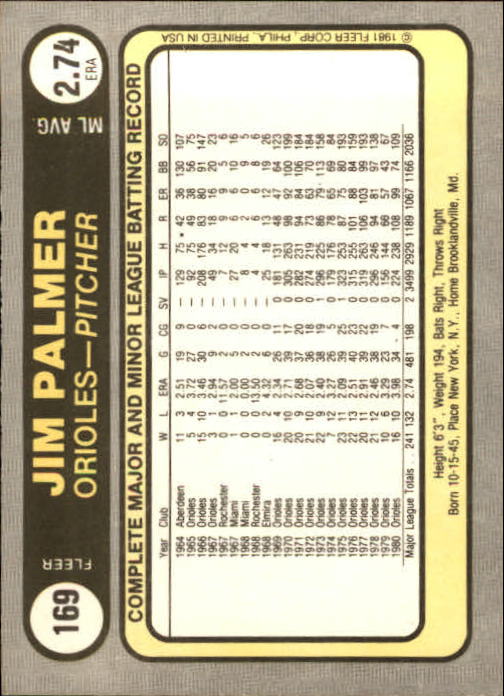 169
FLEER
JIM PALMER
ORIOLES—PITCHER
ML AVG.
2.74
ERA
COMPLETE MAJOR AND MINOR LEAGUE BATTING RECORD
Year Club W L ERA G CG SV IP H R ER BB SO
1964 Aberdeen 11 3 2.51 19 9 0 129 75 * 42 36 130 107
1965 Orioles 5 4 3.72 27 0 92 75 49 38 56 75
1966 Orioles 15 10 3.46 30 6 0 208 176 83 80 91 147
1967 Orioles 3 1 2.94 9 2 0 49 34 18 16 20 23
1967 Rochester 0 0 11.57 2 0 0 7 9 9 5 6
1967 Miami 1 1 2.00 5 2 0 27 20 6 6 10 16
1968 Miami 0 0 0.00 2 0 0 8 4 5
1968 Rochester 0 0 13.50 2 0 0 4 6
1968 Elmira 0 2 4.32 6 0 0 25 18 13 12 19 26
1969 Orioles 16 4 2.34 26 11 0 181 131 48 47 64 123
1970 Orioles 20 10 2.71 39 17 0 305 263 98 92 100 199
1971 Orioles 20 9 2.68 37 20 0 282 231 94 84 106 184
1972 Orioles 21 10 2.07 36 18 0 274 219 73 63 70 184
1973 Orioles 22 9 2.40 38 19 1 296 225 86 79 113 158
1974 Orioles 7 12 3.27 26 5 0 179 176 78 65 69 84
1975 Orioles 23 11 2.09 39 25 1 323 253 87 75 80 193
1976 Orioles 22 13 2.51 40 23 0 315 255 101 88 84 159
1977 Orioles 20 11 2.91 39 22 0 319 263 106 103 99 193
1978 Orioles 21 12 2.46 38 19 0 296 246 94 81 97 138
1979 Orioles 10 6 3.29 23 7 0 156 144 66 57 43 67
1980 Orioles 16 10 3.98 34 4 0 224 238 108 99 74 109
Major League Totals . . 241 132 2.74 481 198 2 3499 2929 1189 1067 1166 2036
Height 6'3", Weight 194, Bats Right, Throws Right
Born 10-15-45, Place New York, N.Y., Home Brooklandville, Md.
© 1981 FLEER CORP., PHILA., PRINTED IN USA